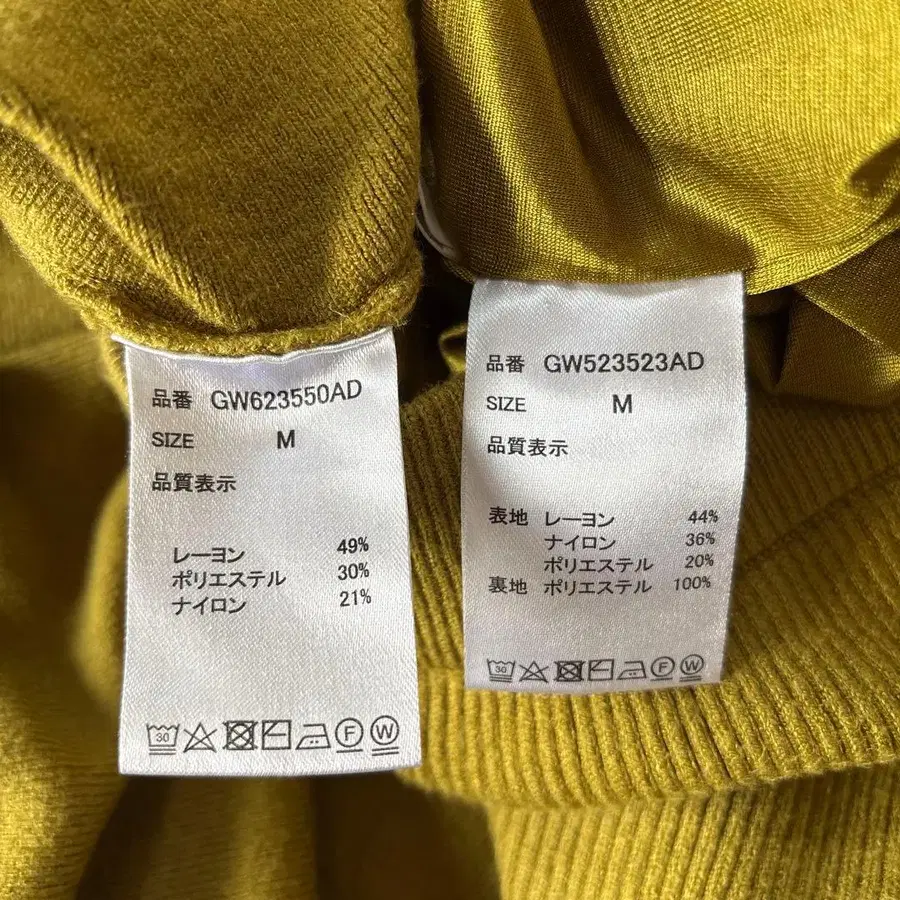 品番 GW623550AD
SIZE M
品質表示
レーヨン 49%
ポリエステル 30%
ナイロン 21%
30 F W
品番 GW523523AD
SIZE M
品質表示
表地 レーヨン 44%
ナイロン 36%
ポリエステル 20%
裏地 ポリエステル 100%
30 F W